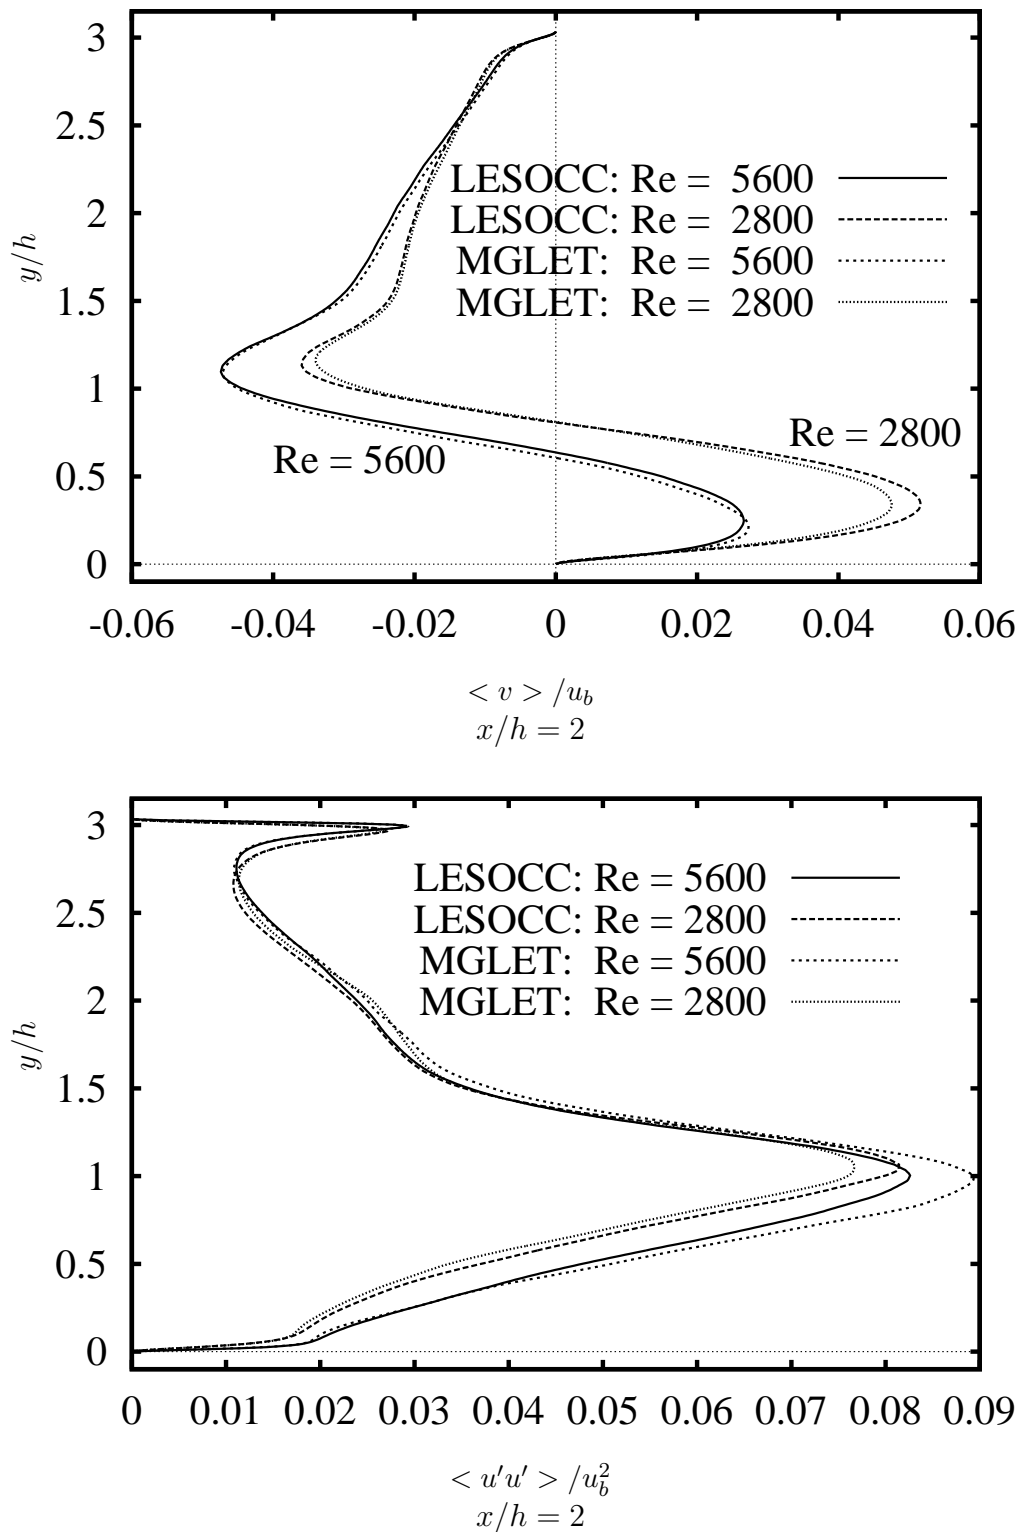 3
2.5
2
1.5
1
0.5
0
y/h
LESOCC: Re = 5600
LESOCC: Re = 2800
MGLET: Re = 5600
MGLET: Re = 2800
Re = 2800
Re = 5600
-0.06 -0.04 -0.02 0 0.02 0.04 0.06
< v > /u_b
x/h = 2
3
2.5
2
1.5
1
0.5
0
y/h
LESOCC: Re = 5600
LESOCC: Re = 2800
MGLET: Re = 5600
MGLET: Re = 2800
0 0.01 0.02 0.03 0.04 0.05 0.06 0.07 0.08 0.09
< u′u′ > /u_b^2
x/h = 2